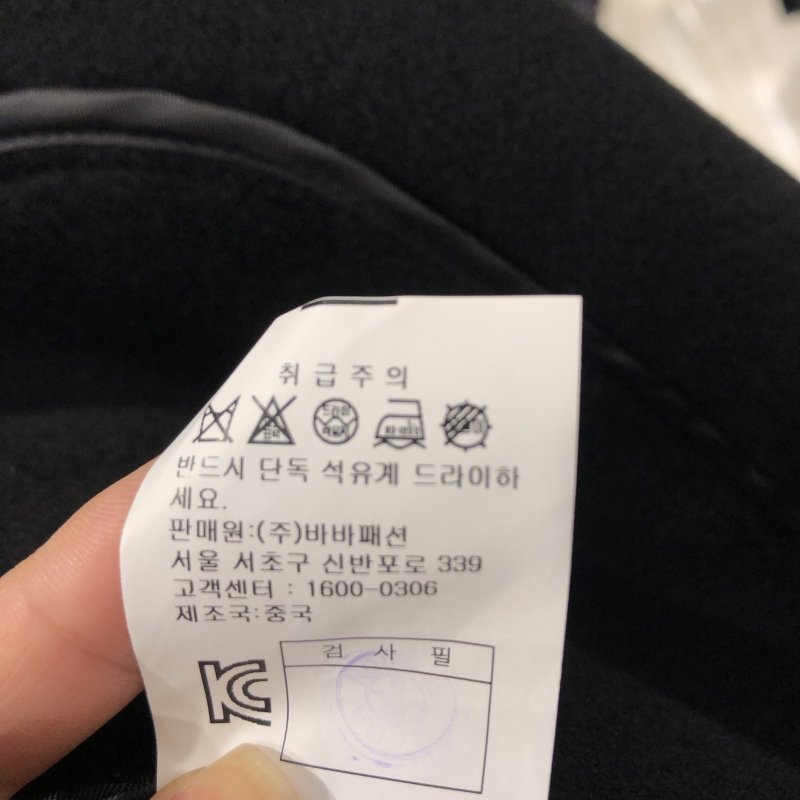 취급주의
반드시 단독 석유계 드라이하
세요.
판매원:(주)바바패션
서울 서초구 신반포로 339
고객센터 : 1600-0306
제조국:중국
검 사 필
KC